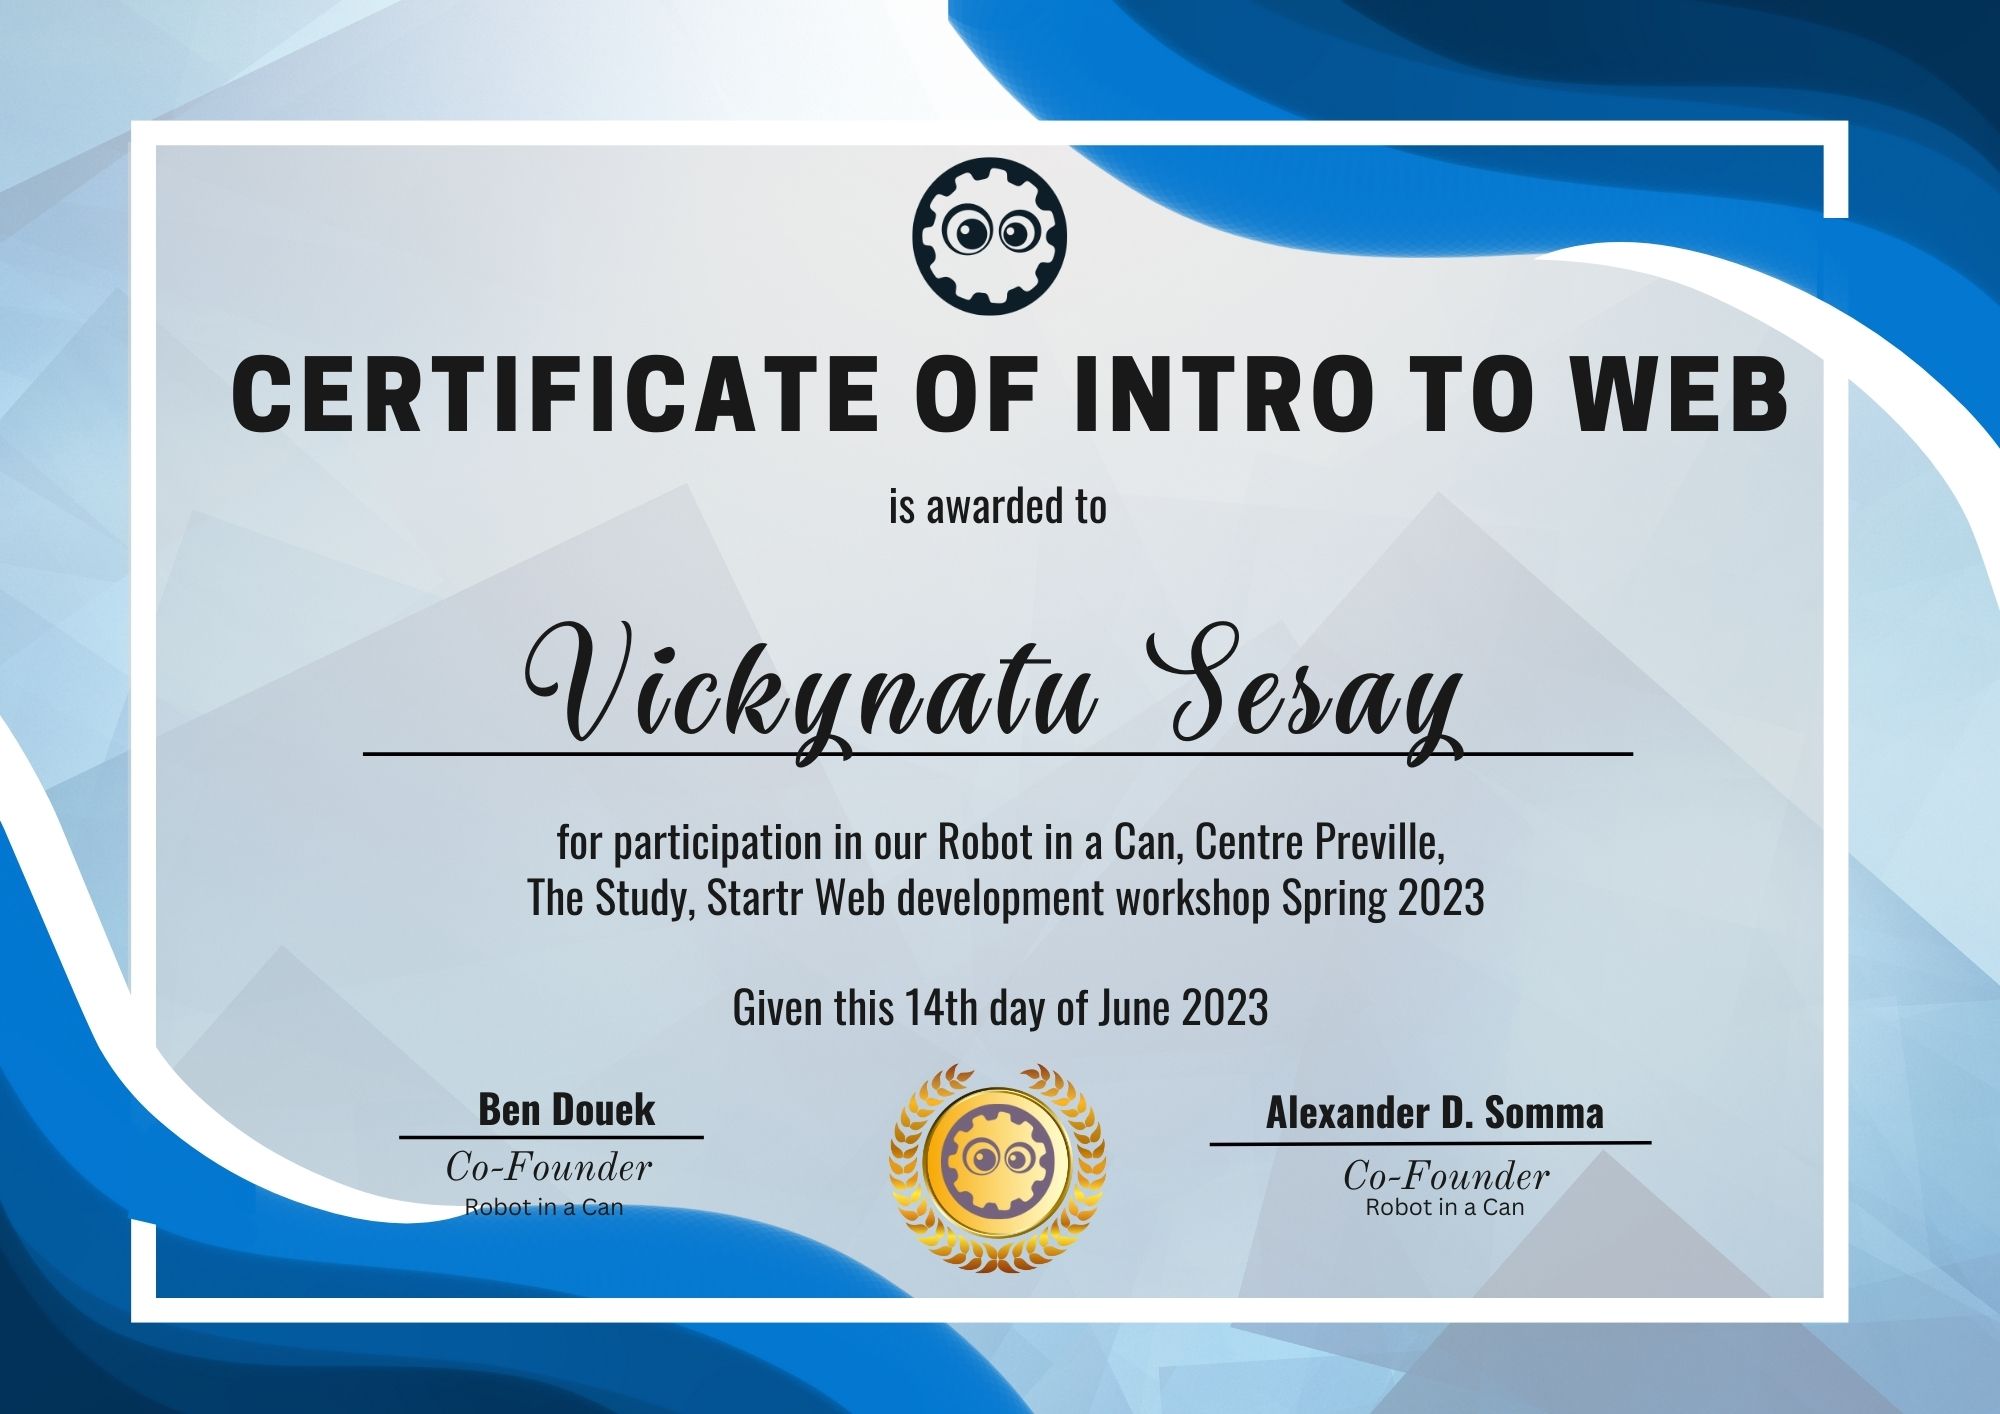 CERTIFICATE OF INTRO TO WEB
is awarded to
Vickynatu Sesay
for participation in our Robot in a Can, Centre Preville,
The Study, Startr Web development workshop Spring 2023
Given this 14th day of June 2023
Ben Douek
Co-Founder
Robot in a Can
Alexander D. Somma
Co-Founder
Robot in a Can